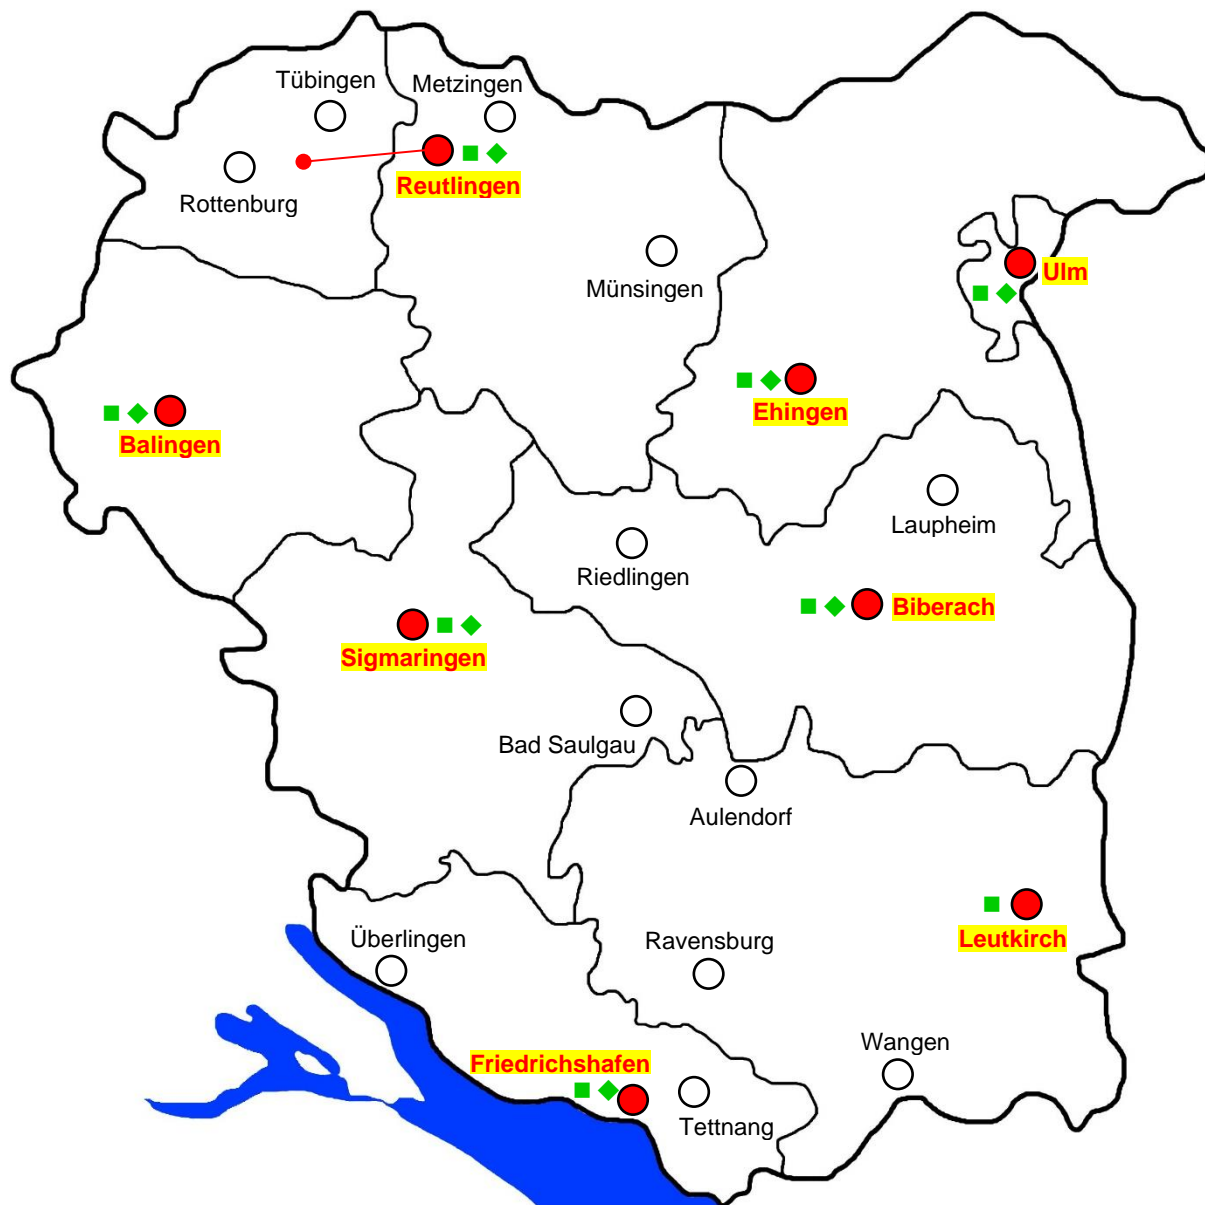 Tübingen
Metzingen
Reutlingen
Rottenburg
Ulm
Münsingen
Ehingen
Balingen
Laupheim
Riedlingen
Biberach
Sigmaringen
Bad Saulgau
Aulendorf
Überlingen
Ravensburg
Leutkirch
Wangen
Friedrichshafen
Tettnang